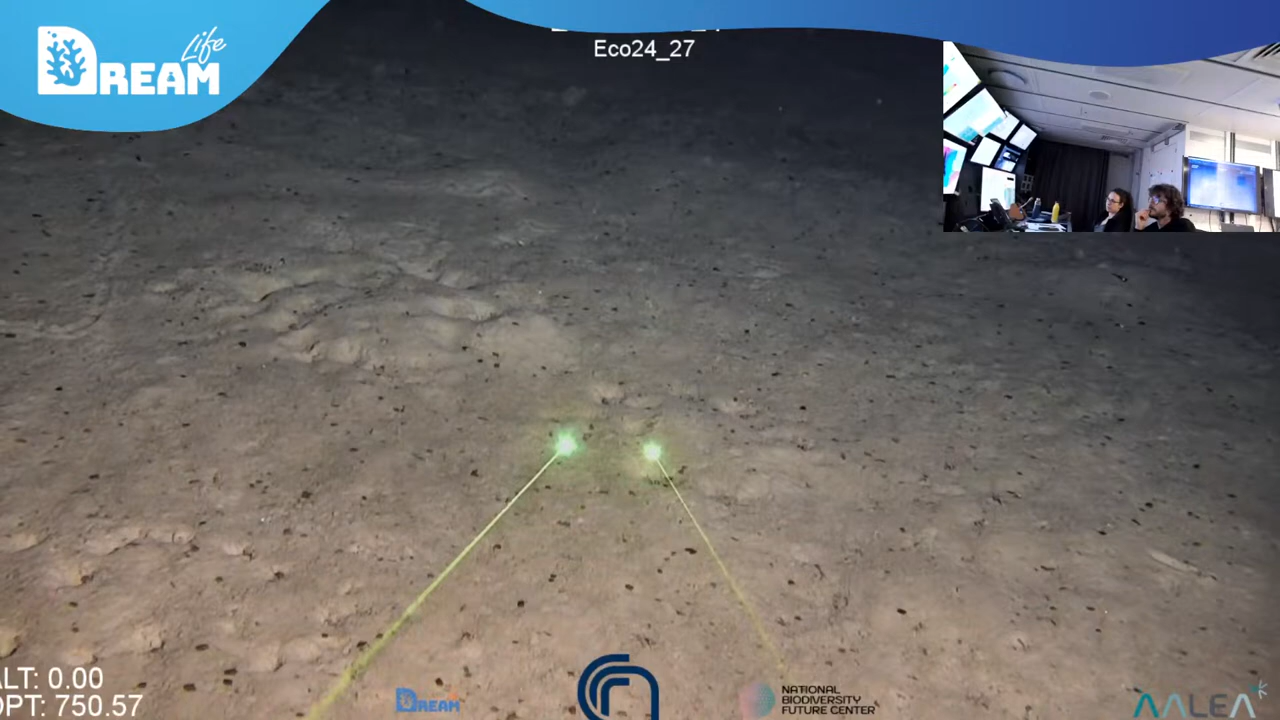 Life
DREAM
Eco24_27
ALT: 0.00
DPT: 750.57
DREAM
NATIONAL
BIODIVERSITY
FUTURE CENTER
AALEA